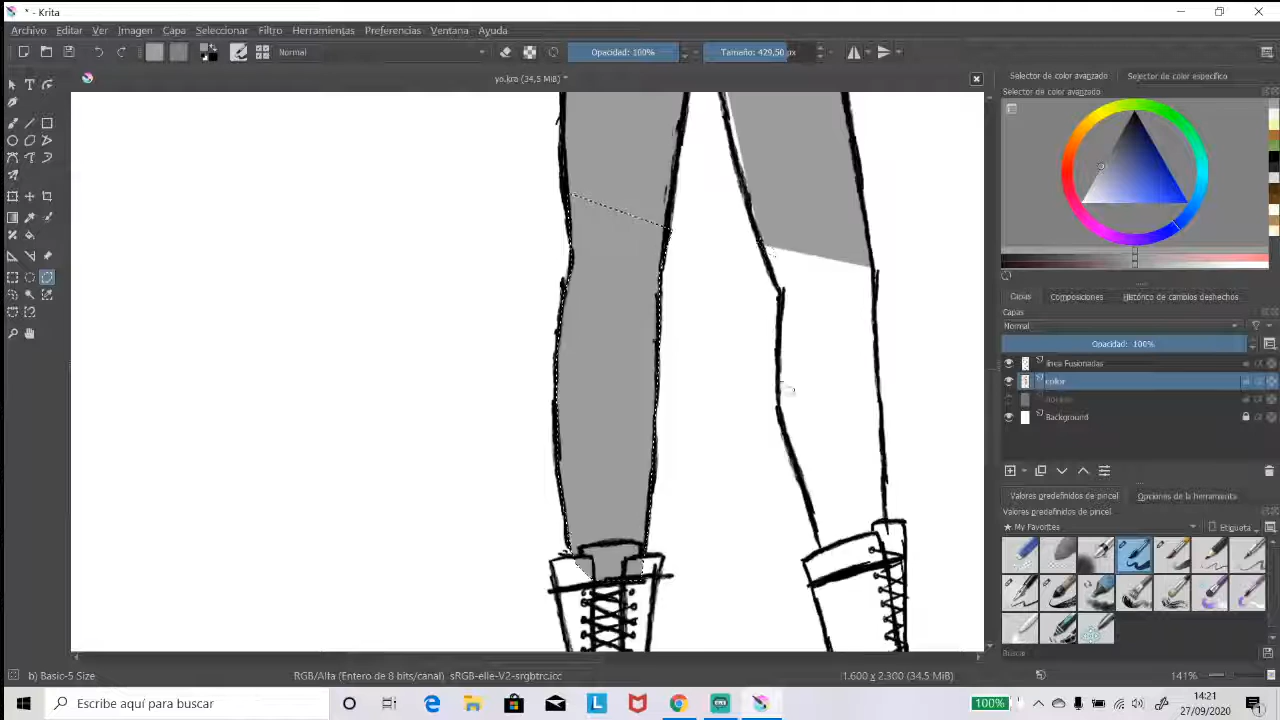 * - Krita
Archivo Editar Ver Imagen Capa Seleccionar Filtro Herramientas Preferencias Ventana Ayuda
Normal Opacidad: 100% Tamaño: 429,50 px
yo.kra (34,5 MiB) *
Selector de color avanzado Selector de color específico
Selector de color avanzado
Capas Composiciones Histórico de cambios deshechos
Capas
Normal
Opacidad: 100%
línea Fusionadas
color
Background
Valores predefinidos de pincel Opciones de la herramienta
Valores predefinidos de pincel
★ My Favorites Etiqueta
Buscar
b) Basic-5 Size RGB/Alfa (Entero de 8 bits/canal) sRGB-elle-V2-srgbtrc.icc 1.600 x 2.300 (34.5 MiB) 141%
Escribe aquí para buscar 100% 14:21
27/09/2020